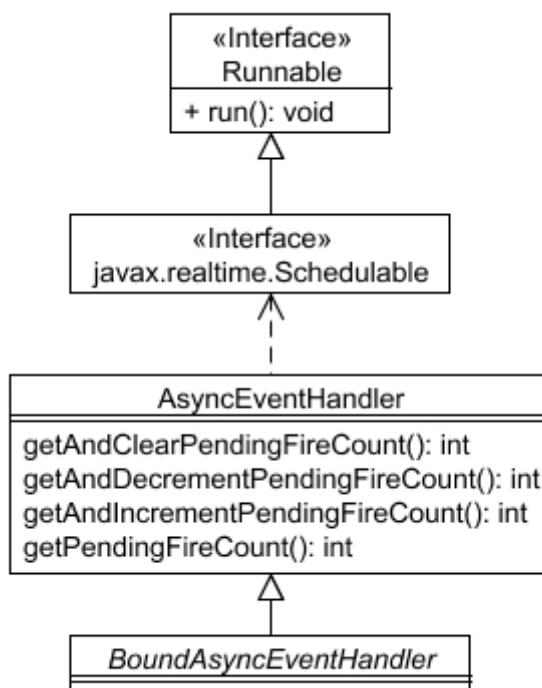 «Interface»
Runnable
+ run(): void
«Interface»
javax.realtime.Schedulable
AsyncEventHandler
getAndClearPendingFireCount(): int
getAndDecrementPendingFireCount(): int
getAndIncrementPendingFireCount(): int
getPendingFireCount(): int
BoundAsyncEventHandler